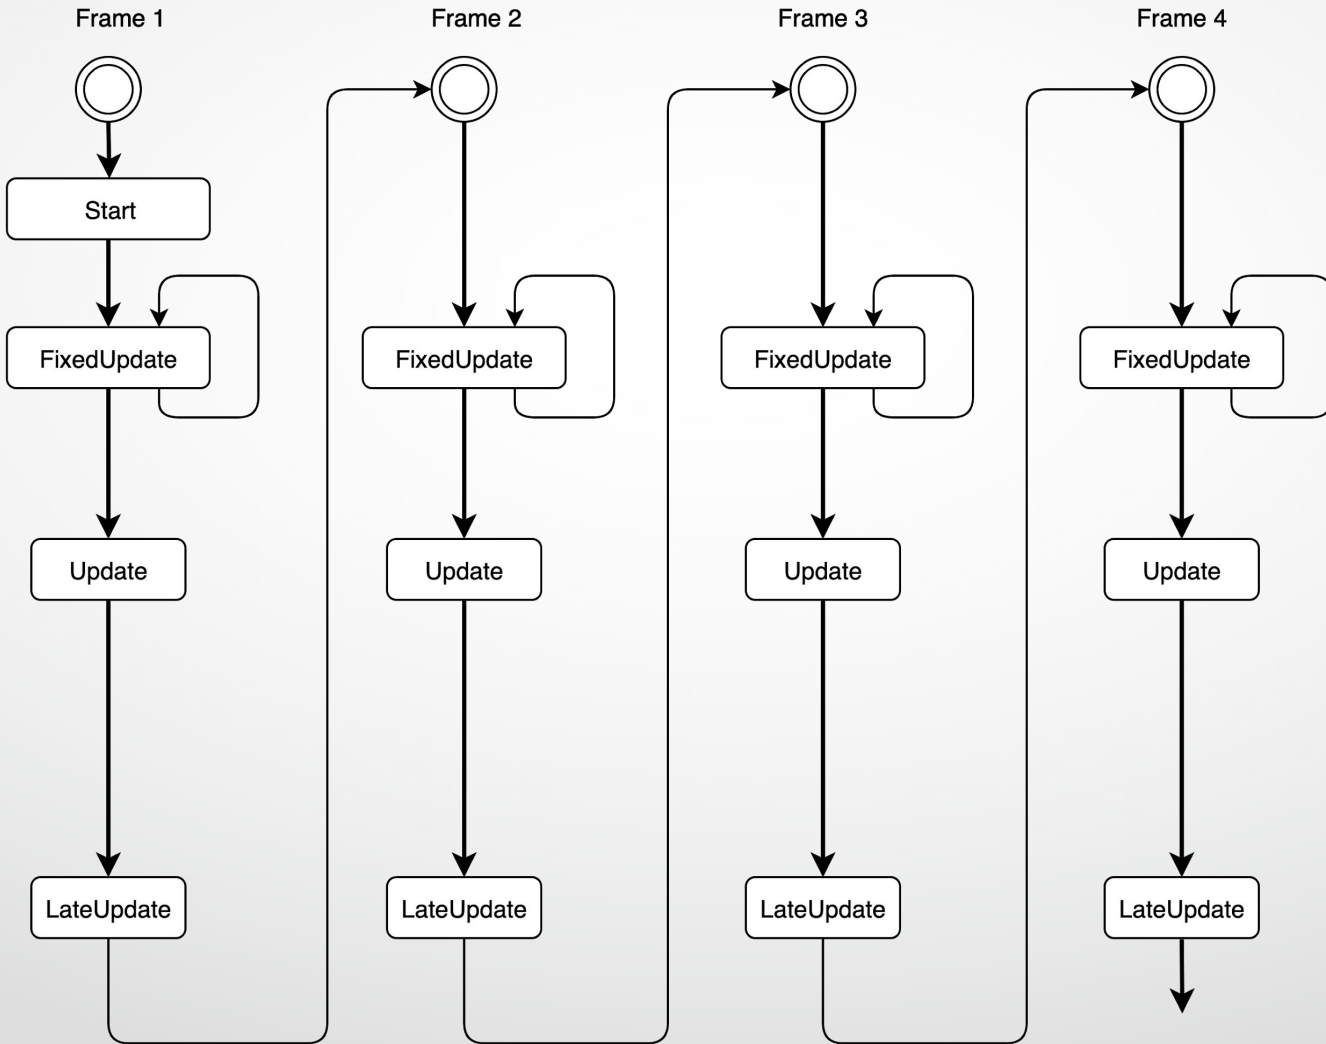 Frame 1
Start
FixedUpdate
Update
LateUpdate
Frame 2
FixedUpdate
Update
LateUpdate
Frame 3
FixedUpdate
Update
LateUpdate
Frame 4
FixedUpdate
Update
LateUpdate